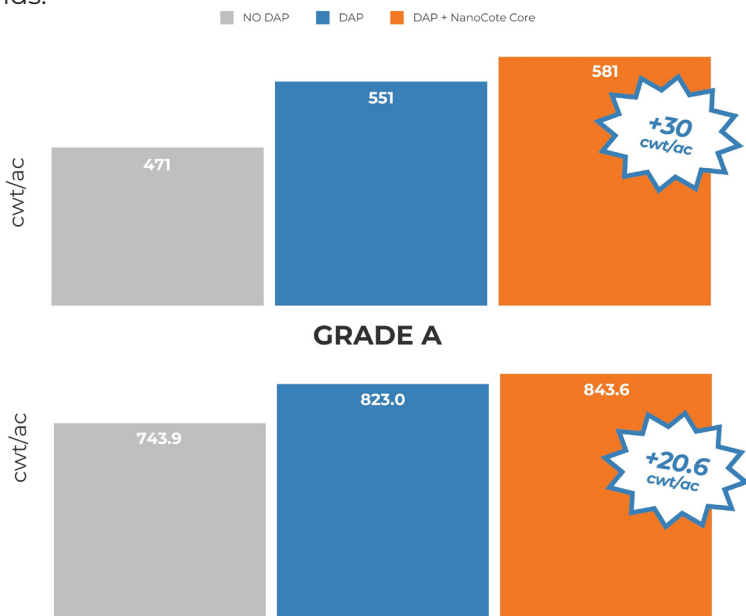 NO DAP DAP DAP + NanoCote Core
cwt/ac
471
551
581
+30
cwt/ac
GRADE A
cwt/ac
743.9
823.0
843.6
+20.6
cwt/ac